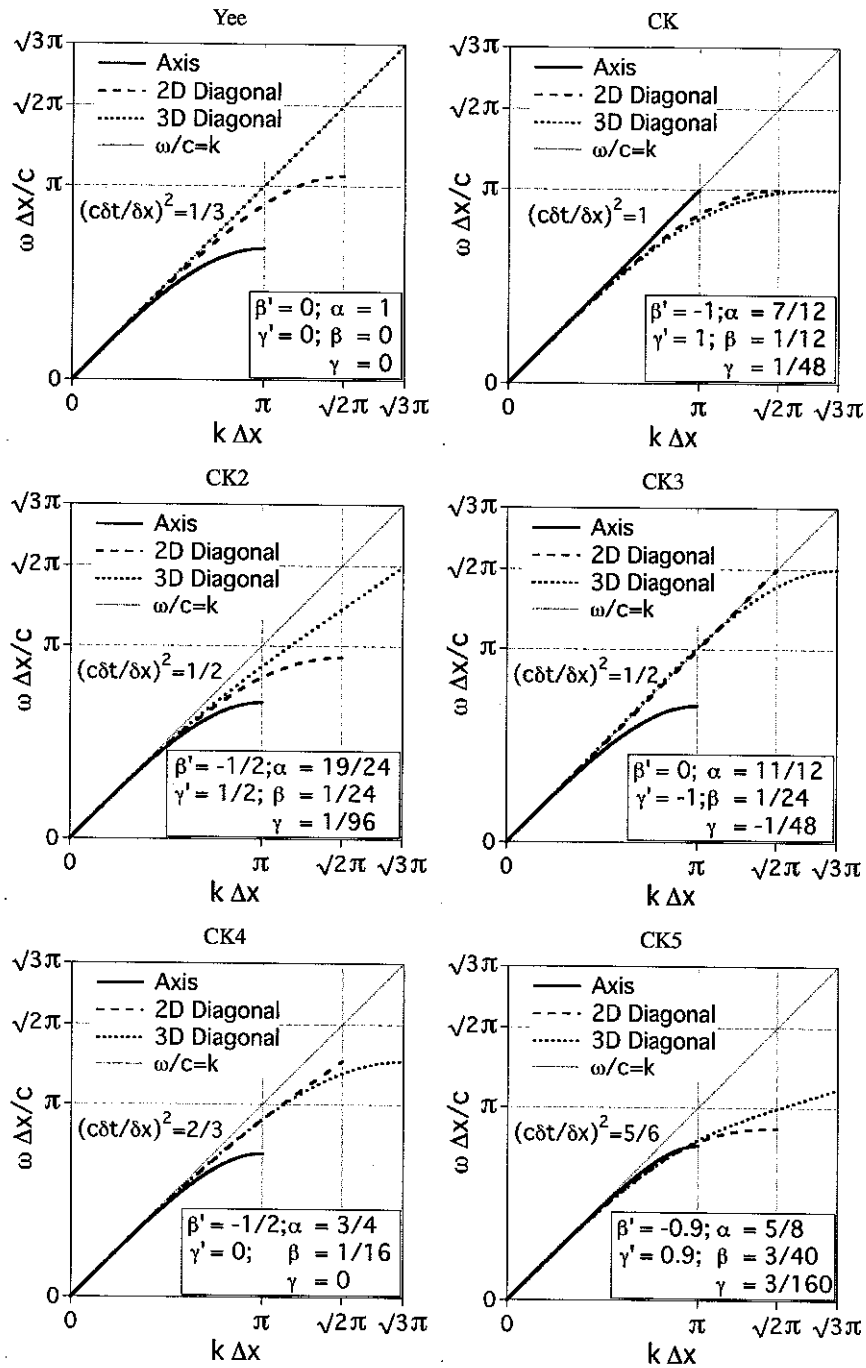 Yee
√3π
√2π
π
0
ω Δx/c
Axis
2D Diagonal
3D Diagonal
ω/c=k
(cδt/δx)²=1/3
β'= 0; α = 1
γ'= 0; β = 0
γ = 0
0
π
√2π
√3π
k Δx
CK
√3π
√2π
π
0
ω Δx/c
Axis
2D Diagonal
3D Diagonal
ω/c=k
(cδt/δx)²=1
β'= -1;α = 7/12
γ'= 1; β = 1/12
γ = 1/48
0
π
√2π
√3π
k Δx
CK2
√3π
√2π
π
0
ω Δx/c
Axis
2D Diagonal
3D Diagonal
ω/c=k
(cδt/δx)²=1/2
β'= -1/2;α = 19/24
γ'= 1/2; β = 1/24
γ = 1/96
0
π
√2π
√3π
k Δx
CK3
√3π
√2π
π
0
ω Δx/c
Axis
2D Diagonal
3D Diagonal
ω/c=k
(cδt/δx)²=1/2
β'= 0; α = 11/12
γ'= -1;β = 1/24
γ = -1/48
0
π
√2π
√3π
k Δx
CK4
√3π
√2π
π
0
ω Δx/c
Axis
2D Diagonal
3D Diagonal
ω/c=k
(cδt/δx)²=2/3
β'= -1/2;α = 3/4
γ'= 0; β = 1/16
γ = 0
0
π
√2π
√3π
k Δx
CK5
√3π
√2π
π
0
ω Δx/c
Axis
2D Diagonal
3D Diagonal
ω/c=k
(cδt/δx)²=5/6
β'= -0.9; α = 5/8
γ'= 0.9; β = 3/40
γ = 3/160
0
π
√2π
√3π
k Δx